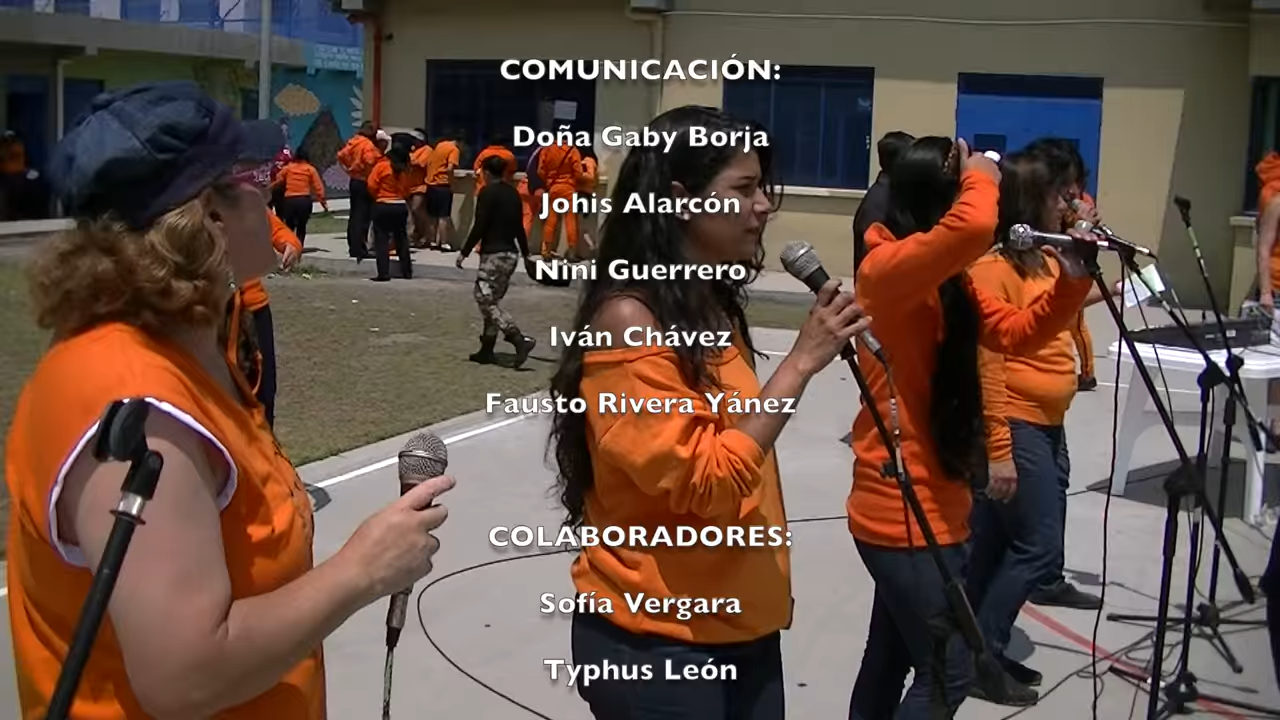 COMUNICACIÓN:
Doña Gaby Borja
Johis Alarcón
Nini Guerrero
Iván Chávez
Fausto Rivera Yánez
COLABORADORES:
Sofía Vergara
Typhus León